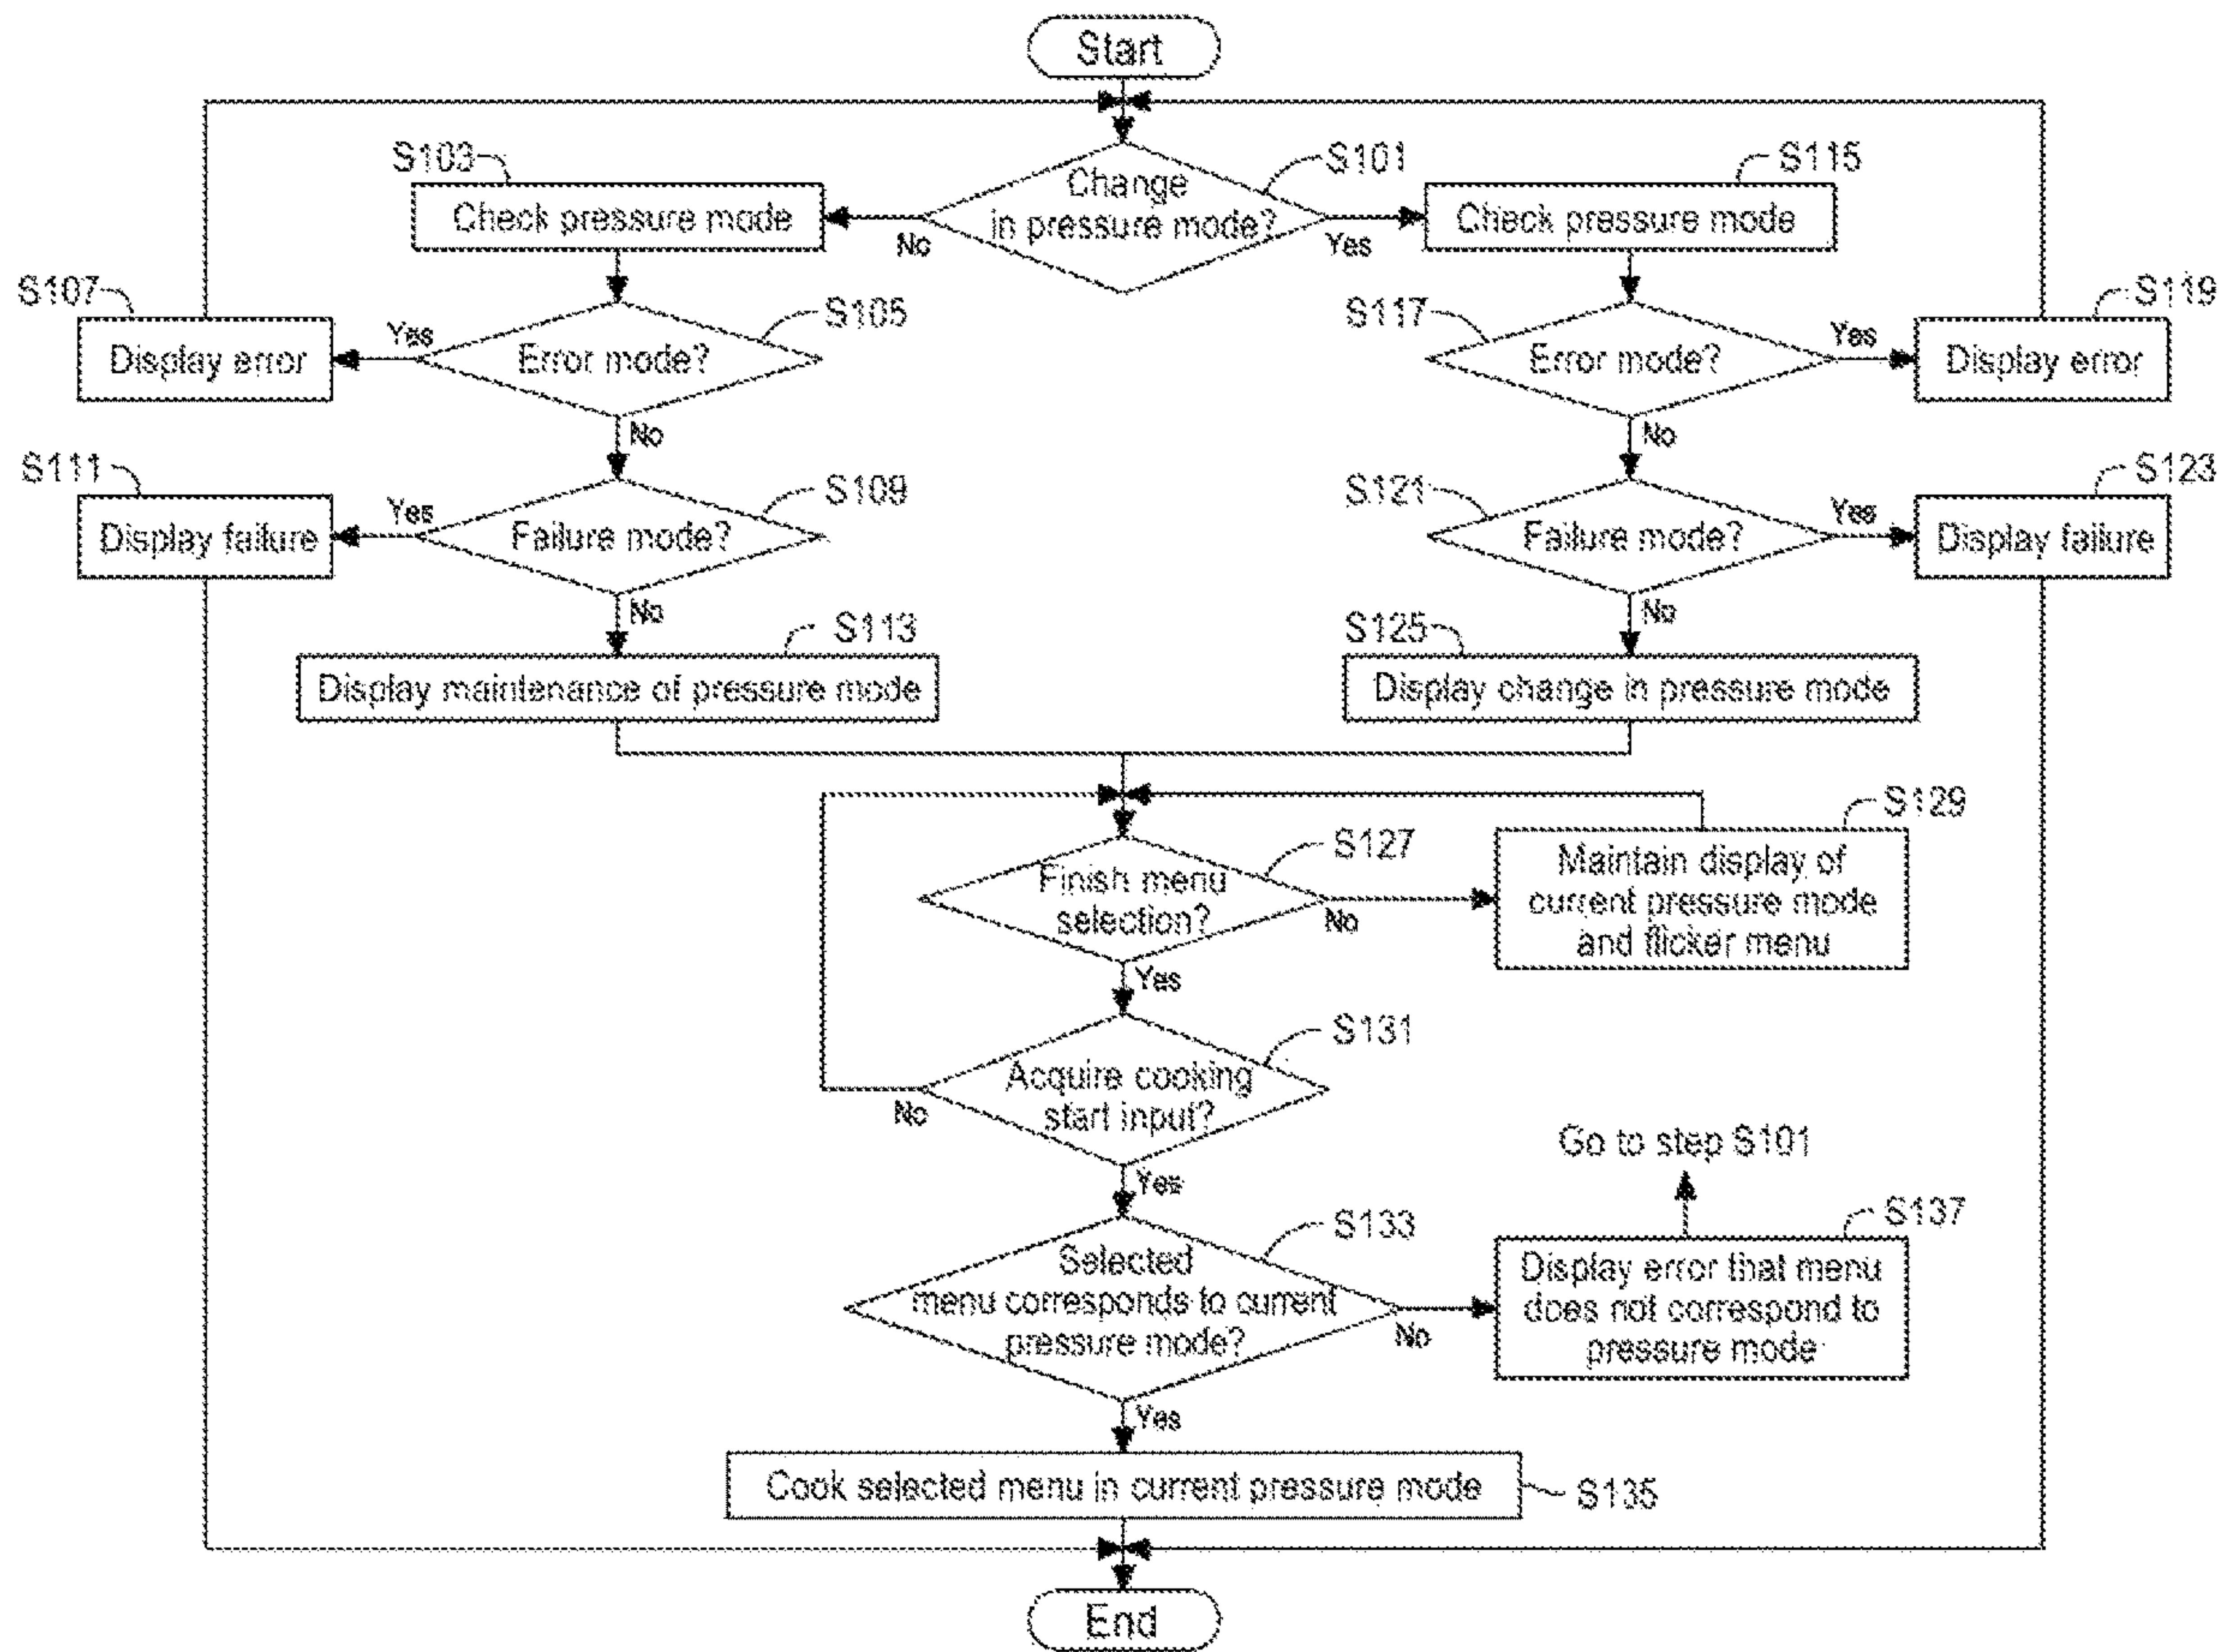 Start
S103
S101
S115
Change
in pressure mode?
Check pressure mode
No
Yes
Check pressure mode
S107
S105
S117
S119
Display error
Yes
Error mode?
Error mode?
Yes
Display error
No
No
S111
S109
S121
S123
Display failure
Yes
Failure mode?
Failure mode?
Yes
Display failure
No
No
S113
S125
Display maintenance of pressure mode
Display change in pressure mode
S127
S129
Finish menu
selection?
No
Maintain display of
current pressure mode
and flicker menu
Yes
S131
Acquire cooking
start input?
No
Yes
Go to step S101
S133
S137
Selected
menu corresponds to current
pressure mode?
No
Display error that menu
does not correspond to
pressure mode
Yes
Cook selected menu in current pressure mode
S135
End